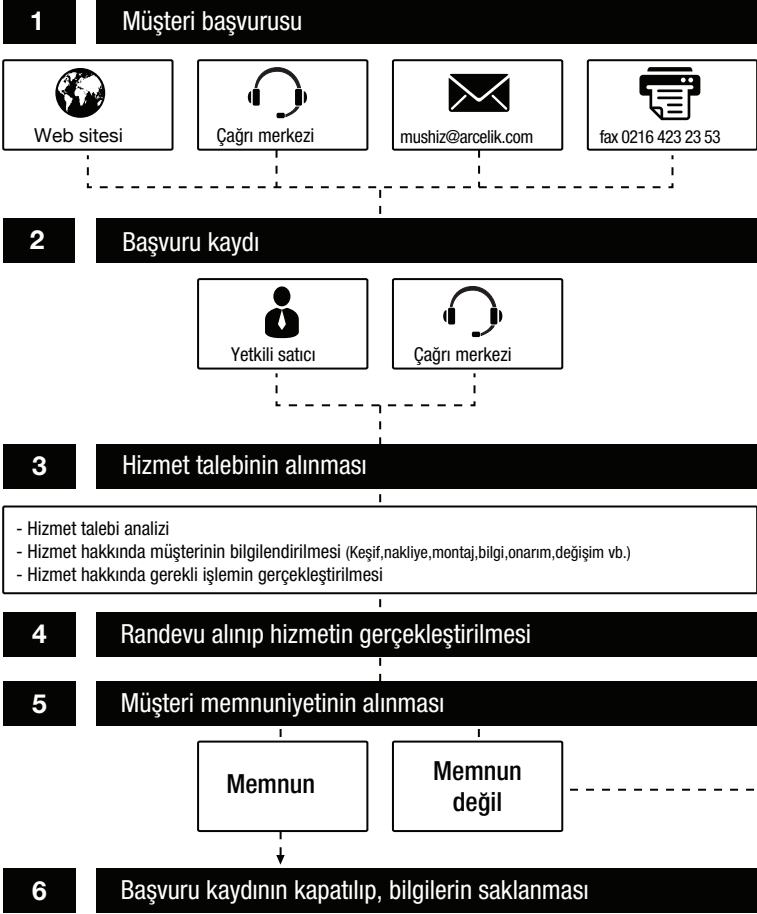 1 Müşteri başvurusu
Web sitesi
Çağrı merkezi
mushiz@arcelik.com
fax 0216 423 23 53
2 Başvuru kaydı
Yetkili satıcı
Çağrı merkezi
3 Hizmet talebinin alınması
- Hizmet talebi analizi
- Hizmet hakkında müşterinin bilgilendirilmesi (Keşif,nakliye,montaj,bilgi,onarım,değişim vb.)
- Hizmet hakkında gerekli işlemin gerçekleştirilmesi
4 Randevu alınıp hizmetin gerçekleştirilmesi
5 Müşteri memnuniyetinin alınması
Memnun
Memnun
değil
6 Başvuru kaydının kapatılıp, bilgilerin saklanması